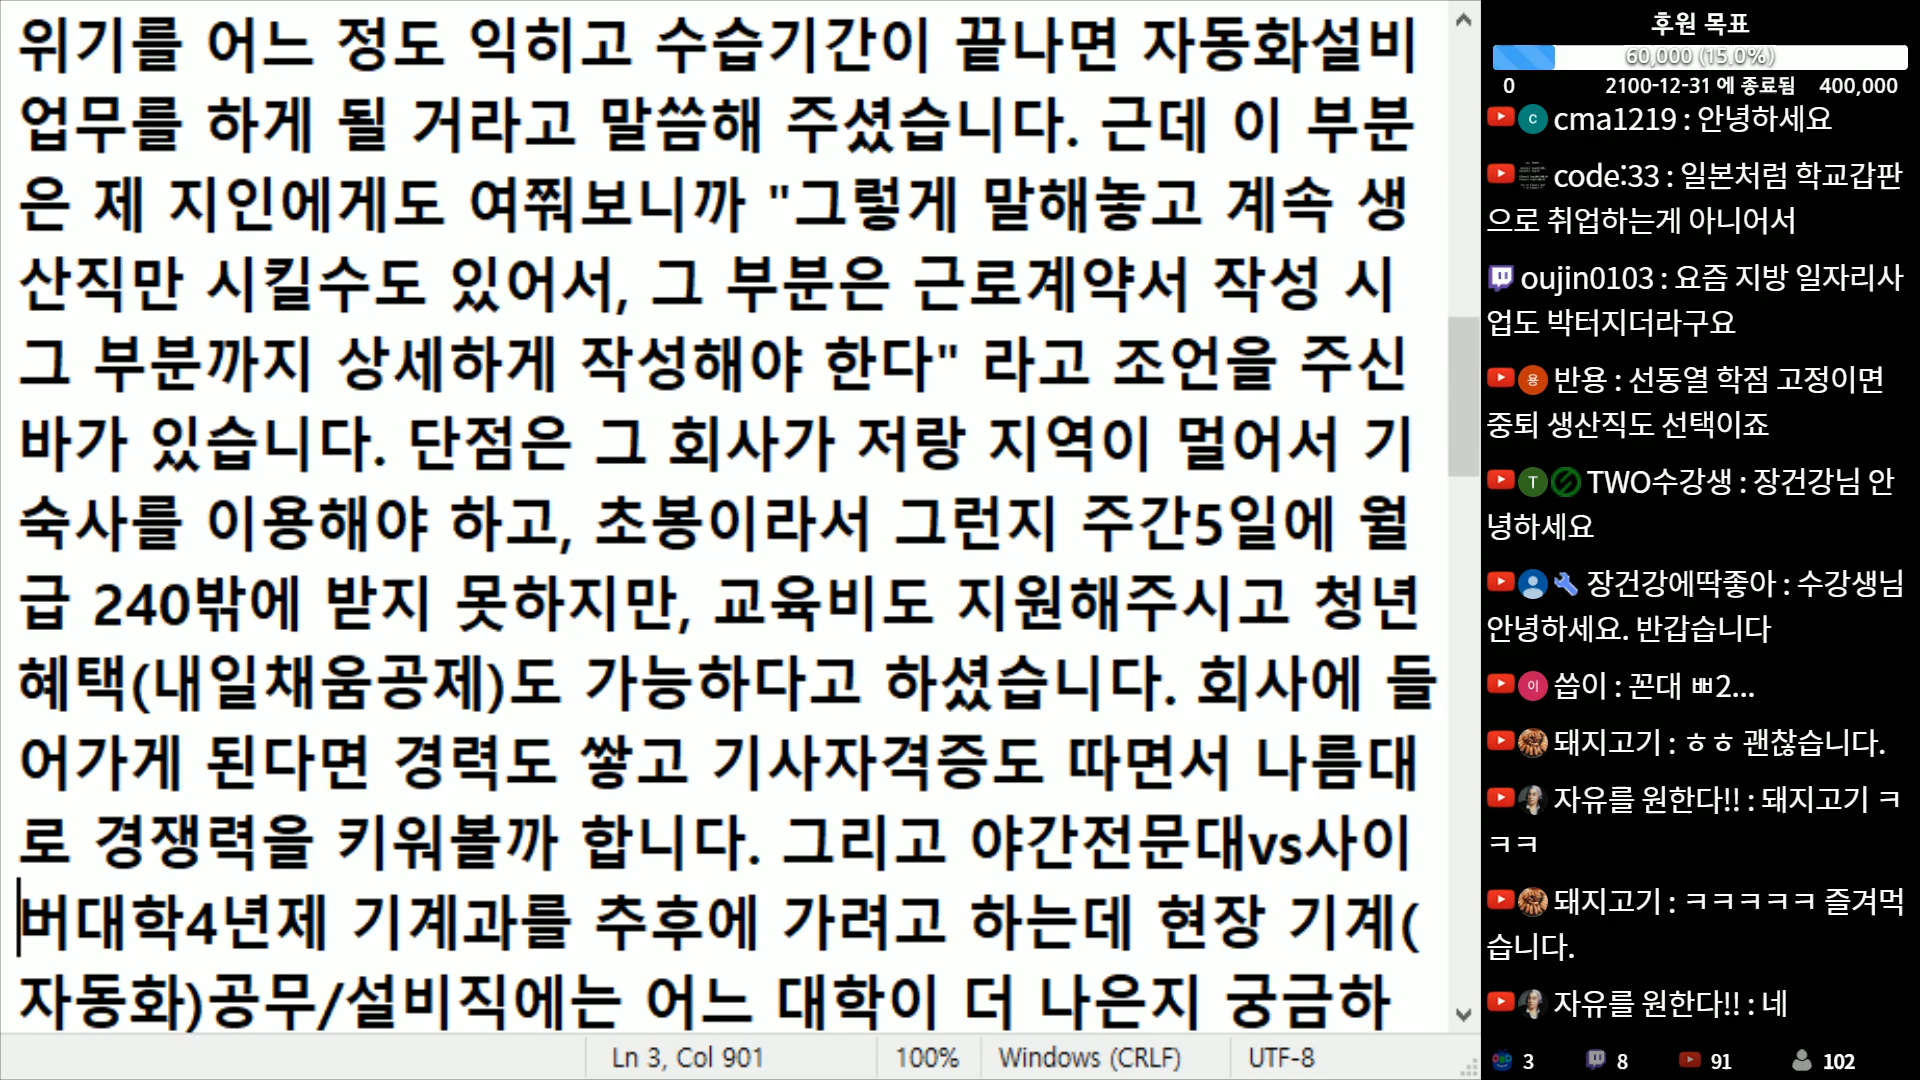 위기를 어느 정도 익히고 수습기간이 끝나면 자동화설비
업무를 하게 될 거라고 말씀해 주셨습니다. 근데 이 부분
은 제 지인에게도 여쭤보니까 "그렇게 말해놓고 계속 생
산직만 시킬수도 있어서, 그 부분은 근로계약서 작성 시
그 부분까지 상세하게 작성해야 한다" 라고 조언을 주신
바가 있습니다. 단점은 그 회사가 저랑 지역이 멀어서 기
숙사를 이용해야 하고, 초봉이라서 그런지 주간5일에 월
급 240밖에 받지 못하지만, 교육비도 지원해주시고 청년
혜택(내일채움공제)도 가능하다고 하셨습니다. 회사에 들
어가게 된다면 경력도 쌓고 기사자격증도 따면서 나름대
로 경쟁력을 키워볼까 합니다. 그리고 야간전문대vs사이
버대학4년제 기계과를 추후에 가려고 하는데 현장 기계(
자동화)공무/설비직에는 어느 대학이 더 나은지 궁금하
Ln 3, Col 901
100%
Windows (CRLF)
UTF-8
후원 목표
60,000 (15.0%)
0 2100-12-31 에 종료됨 400,000
c cma1219 : 안녕하세요
code:33 : 일본처럼 학교갑판
으로 취업하는게 아니어서
oujin0103 : 요즘 지방 일자리사
업도 박터지더라구요
용 반용 : 선동열 학점 고정이면
중퇴 생산직도 선택이죠
T TWO수강생 : 장건강님 안
녕하세요
장건강에딱좋아 : 수강생님
안녕하세요. 반갑습니다
이 씁이 : 꼰대 ㅃ2...
돼지고기 : ㅎㅎ 괜찮습니다.
자유를 원한다!! : 돼지고기 ㅋ
ㅋㅋ
돼지고기 : ㅋㅋㅋㅋㅋ 즐겨먹
습니다.
자유를 원한다!! : 네
3 8 91 102